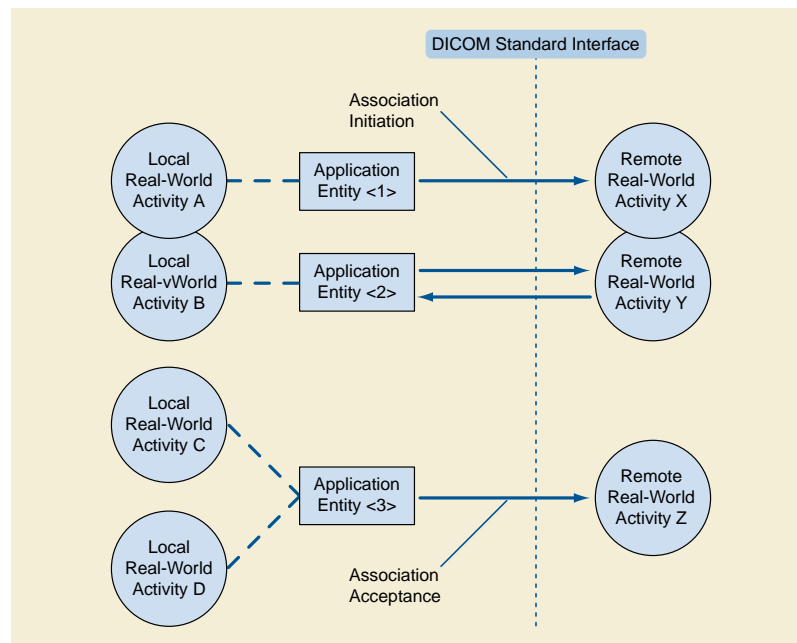 DICOM Standard Interface
Association
Initiation
Local
Real-World
Activity A
Application
Entity <1>
Remote
Real-World
Activity X
Local
Real-vWorld
Activity B
Application
Entity <2>
Remote
Real-World
Activity Y
Local
Real-World
Activity C
Application
Entity <3>
Remote
Real-World
Activity Z
Local
Real-World
Activity D
Association
Acceptance